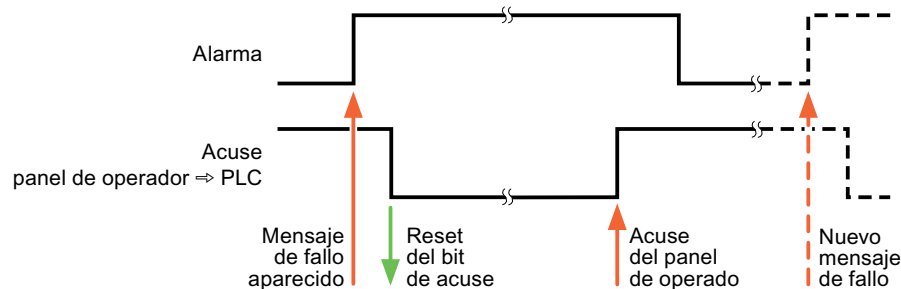 Alarma
Acuse
panel de operador ⇨ PLC
Mensaje
de fallo
aparecido
Reset
del bit
de acuse
Acuse
del panel
de operado
Nuevo
mensaje
de fallo